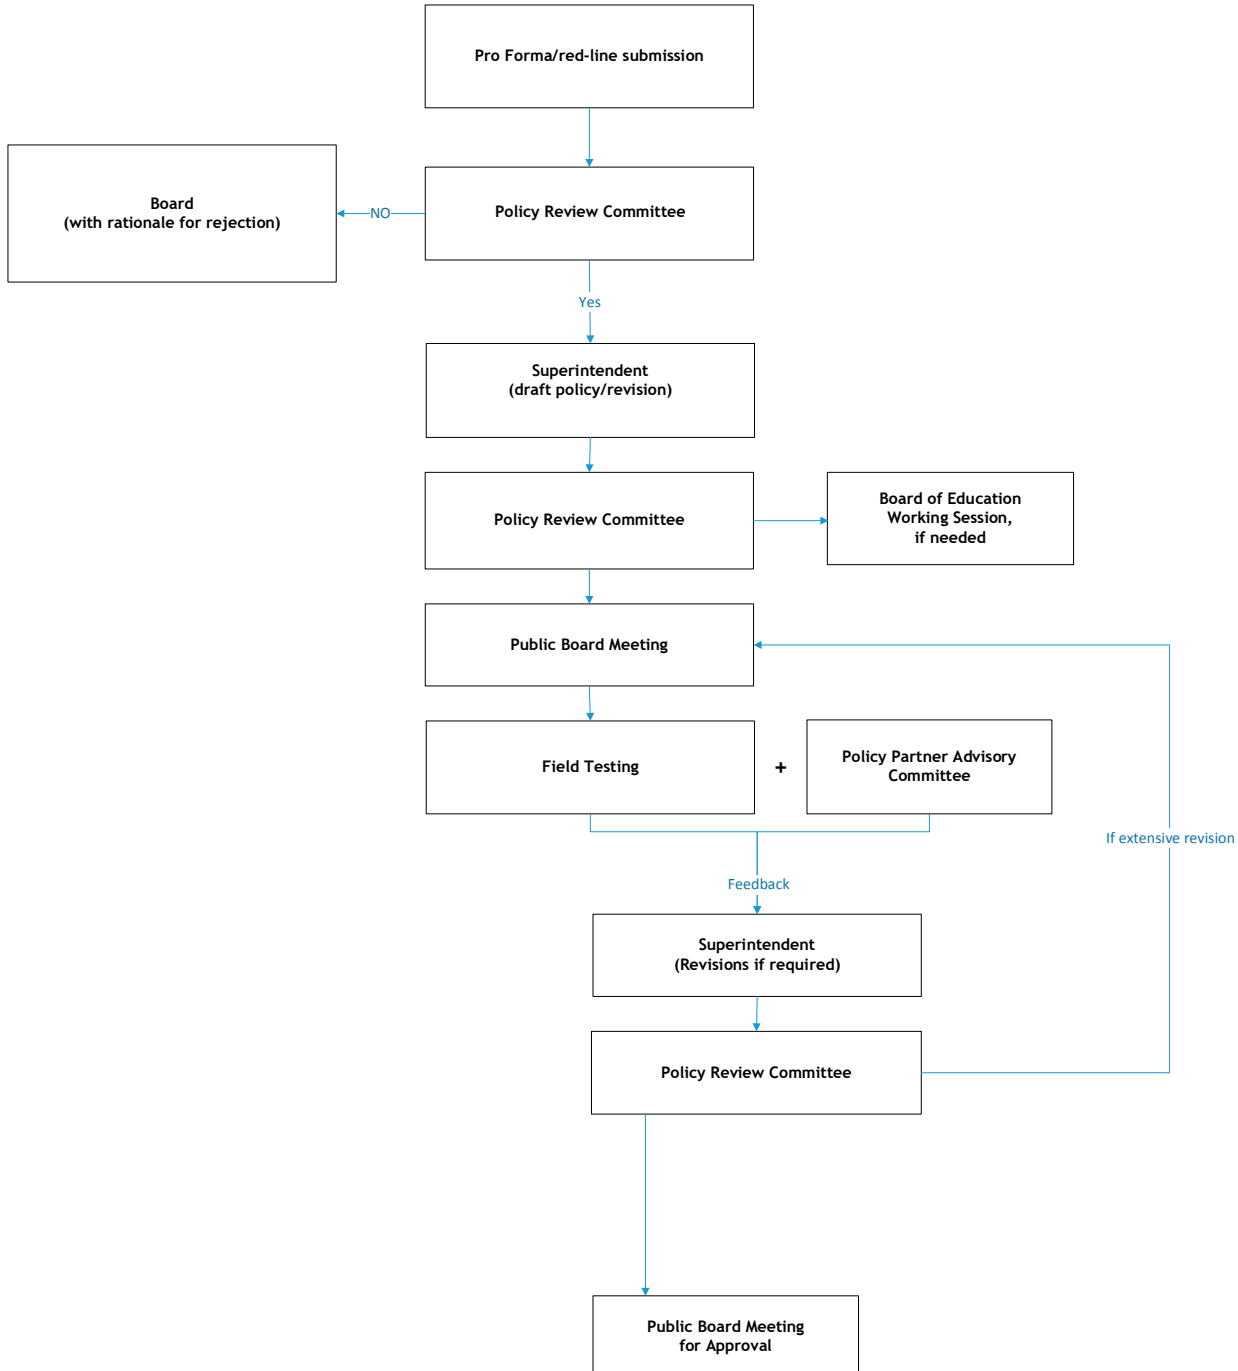 Pro Forma/red-line submission
Board
(with rationale for rejection)
NO
Policy Review Committee
Yes
Superintendent
(draft policy/revision)
Policy Review Committee
Board of Education
Working Session,
if needed
Public Board Meeting
Field Testing
+
Policy Partner Advisory
Committee
If extensive revision
Feedback
Superintendent
(Revisions if required)
Policy Review Committee
Public Board Meeting
for Approval